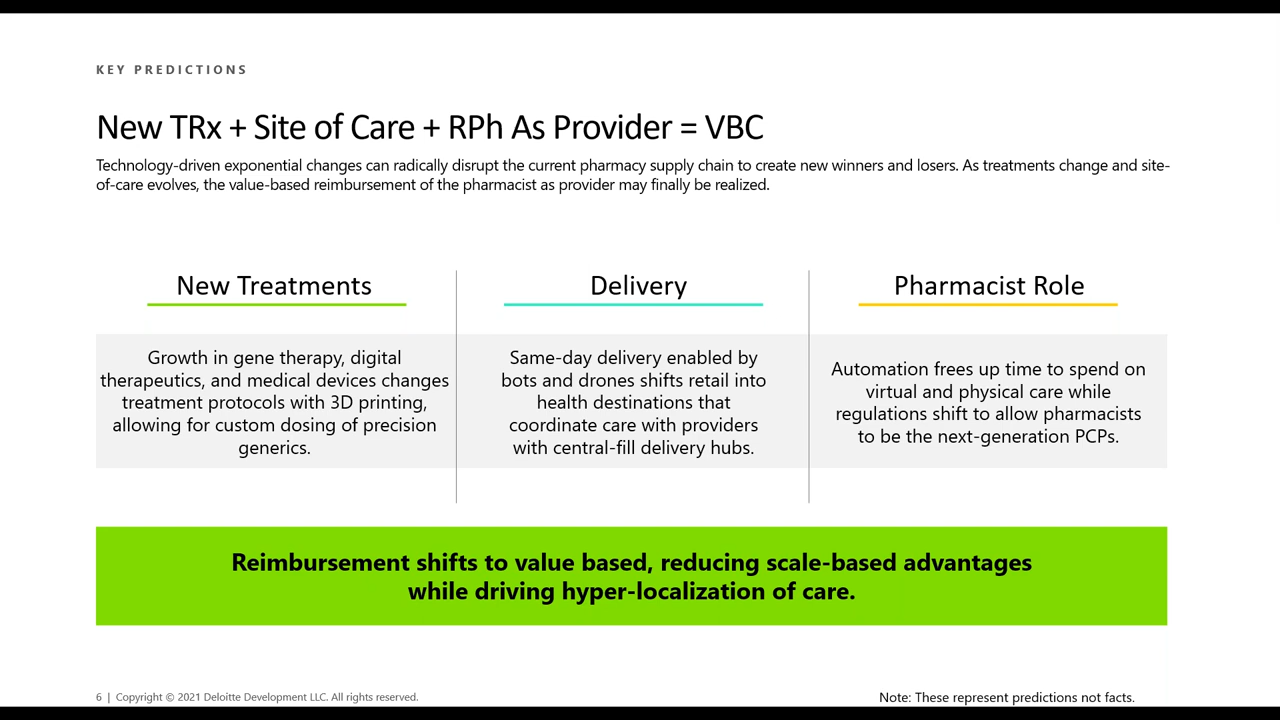 KEY PREDICTIONS
New TRx + Site of Care + RPh As Provider = VBC
Technology-driven exponential changes can radically disrupt the current pharmacy supply chain to create new winners and losers. As treatments change and site-
of-care evolves, the value-based reimbursement of the pharmacist as provider may finally be realized.
New Treatments
Growth in gene therapy, digital
therapeutics, and medical devices changes
treatment protocols with 3D printing,
allowing for custom dosing of precision
generics.
Delivery
Same-day delivery enabled by
bots and drones shifts retail into
health destinations that
coordinate care with providers
with central-fill delivery hubs.
Pharmacist Role
Automation frees up time to spend on
virtual and physical care while
regulations shift to allow pharmacists
to be the next-generation PCPs.
Reimbursement shifts to value based, reducing scale-based advantages
while driving hyper-localization of care.
6 | Copyright © 2021 Deloitte Development LLC. All rights reserved.
Note: These represent predictions not facts.